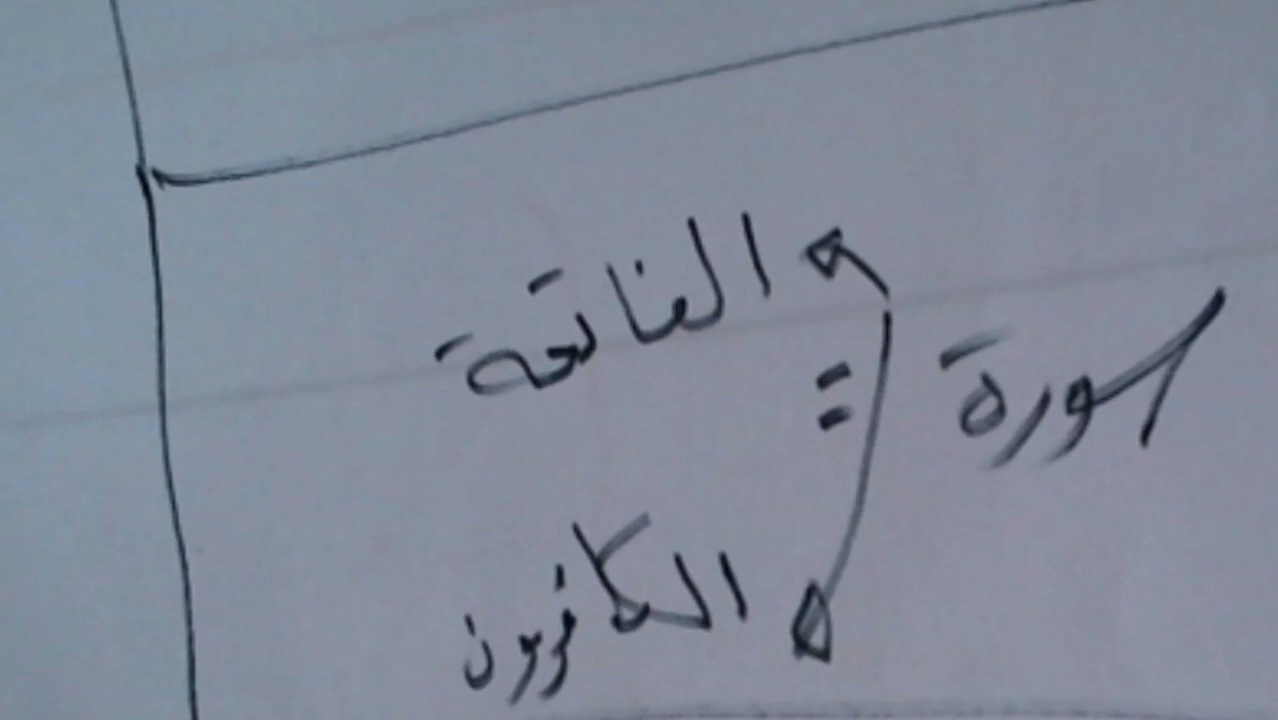 الفاتحة
سورة :
الكافرون